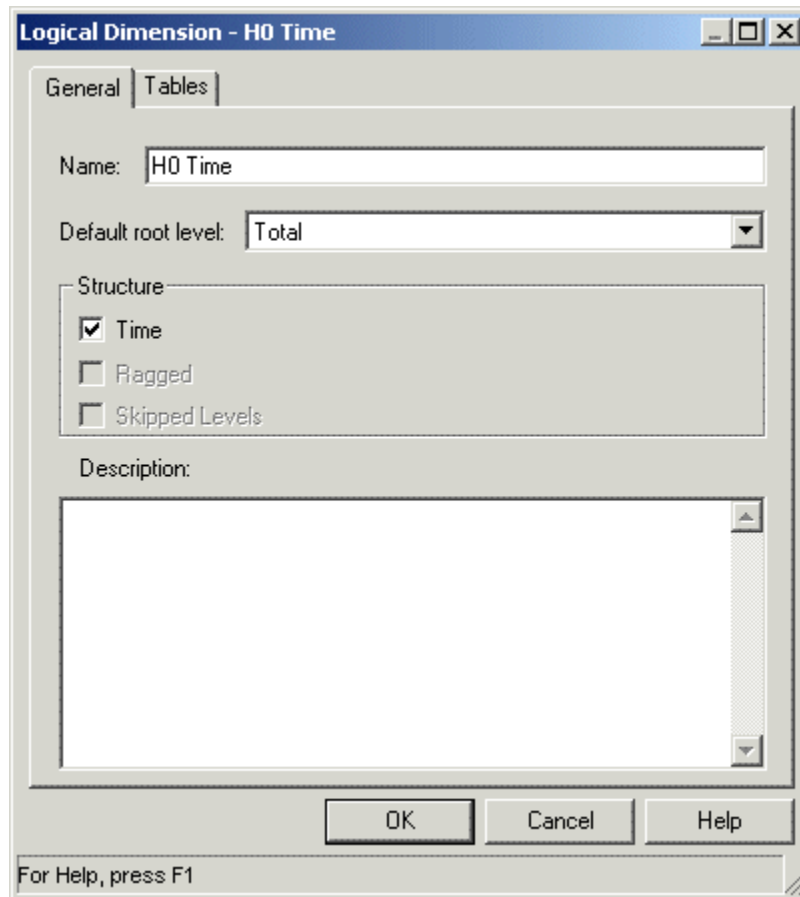 Logical Dimension - H0 Time
General Tables
Name: H0 Time
Default root level: Total
Structure
Time
Ragged
Skipped Levels
Description:
OK Cancel Help
For Help, press F1